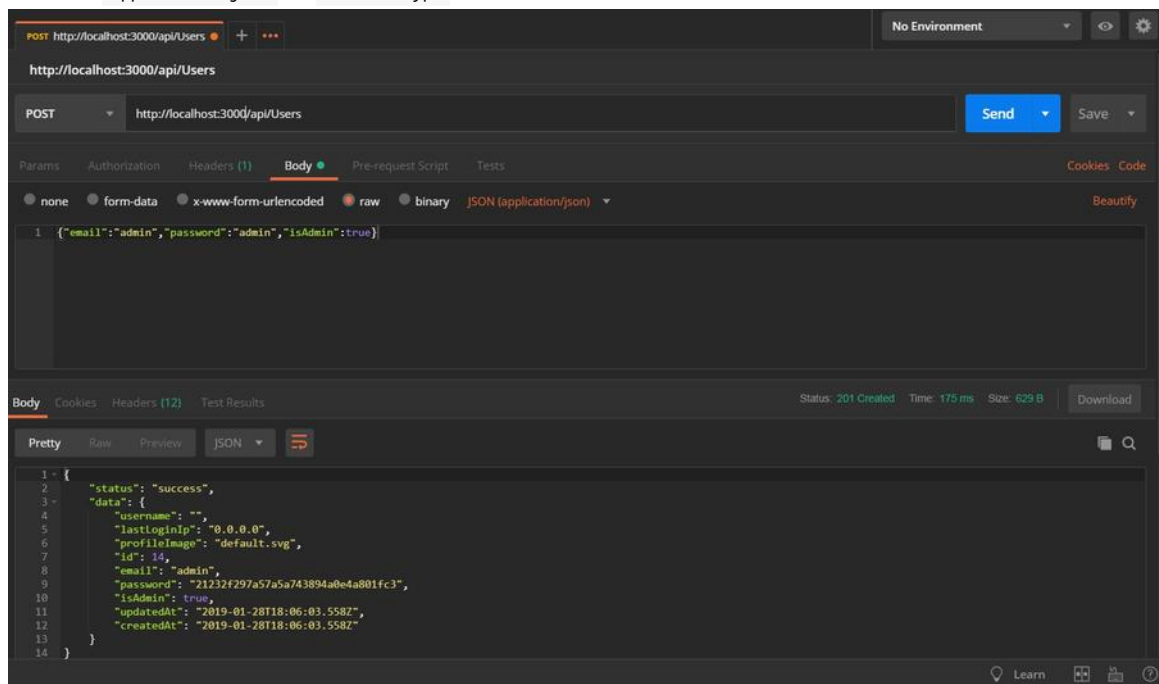 POST http://localhost:3000/api/Users + •••
No Environment
http://localhost:3000/api/Users
POST http://localhost:3000/api/Users Send Save
Params Authorization Headers (1) Body Pre-request Script Tests Cookies Code
none form-data x-www-form-urlencoded raw binary JSON (application/json) Beautify
1 {"email":"admin","password":"admin","isAdmin":true}
Body Cookies Headers (12) Test Results Status: 201 Created Time: 175 ms Size: 629 B Download
Pretty Raw Preview JSON
1 {
2 "status": "success",
3 "data": {
4 "username": "",
5 "lastLoginIp": "0.0.0.0",
6 "profileImage": "default.svg",
7 "id": 14,
8 "email": "admin",
9 "password": "21232f297a57a5a743894a0e4a801fc3",
10 "isAdmin": true,
11 "updatedAt": "2019-01-28T18:06:03.558Z",
12 "createdAt": "2019-01-28T18:06:03.558Z"
13 }
14 }
Learn